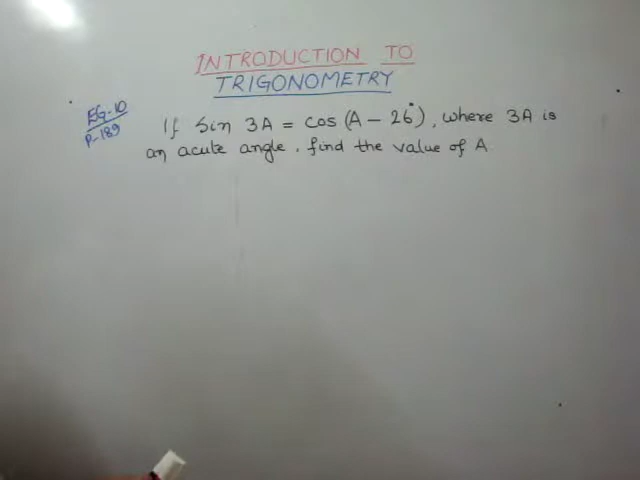 INTRODUCTION TO
TRIGONOMETRY
EG-10
P-189
If Sin 3A = cos (A - 26°), where 3A is
an acute angle, find the value of A